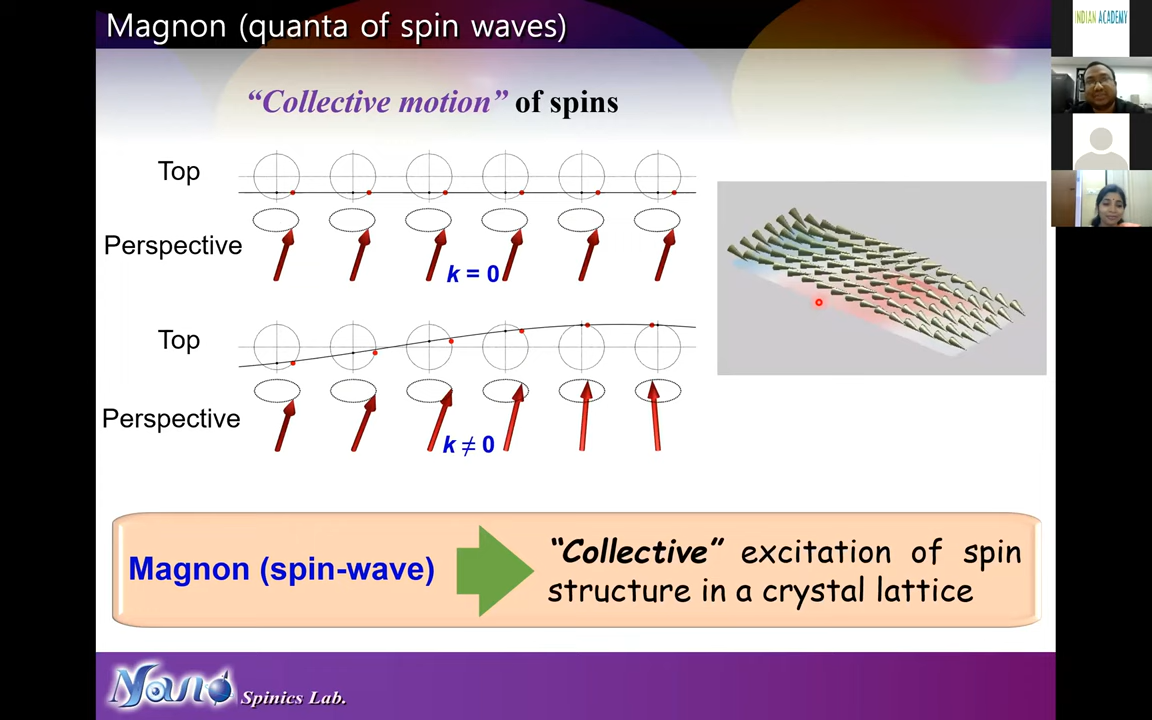 Magnon (quanta of spin waves)
INDIAN ACADEMY
“Collective motion” of spins
Top
Perspective
k = 0
Top
Perspective
k ≠ 0
Magnon (spin-wave)
“Collective” excitation of spin
structure in a crystal lattice
Nano Spinics Lab.